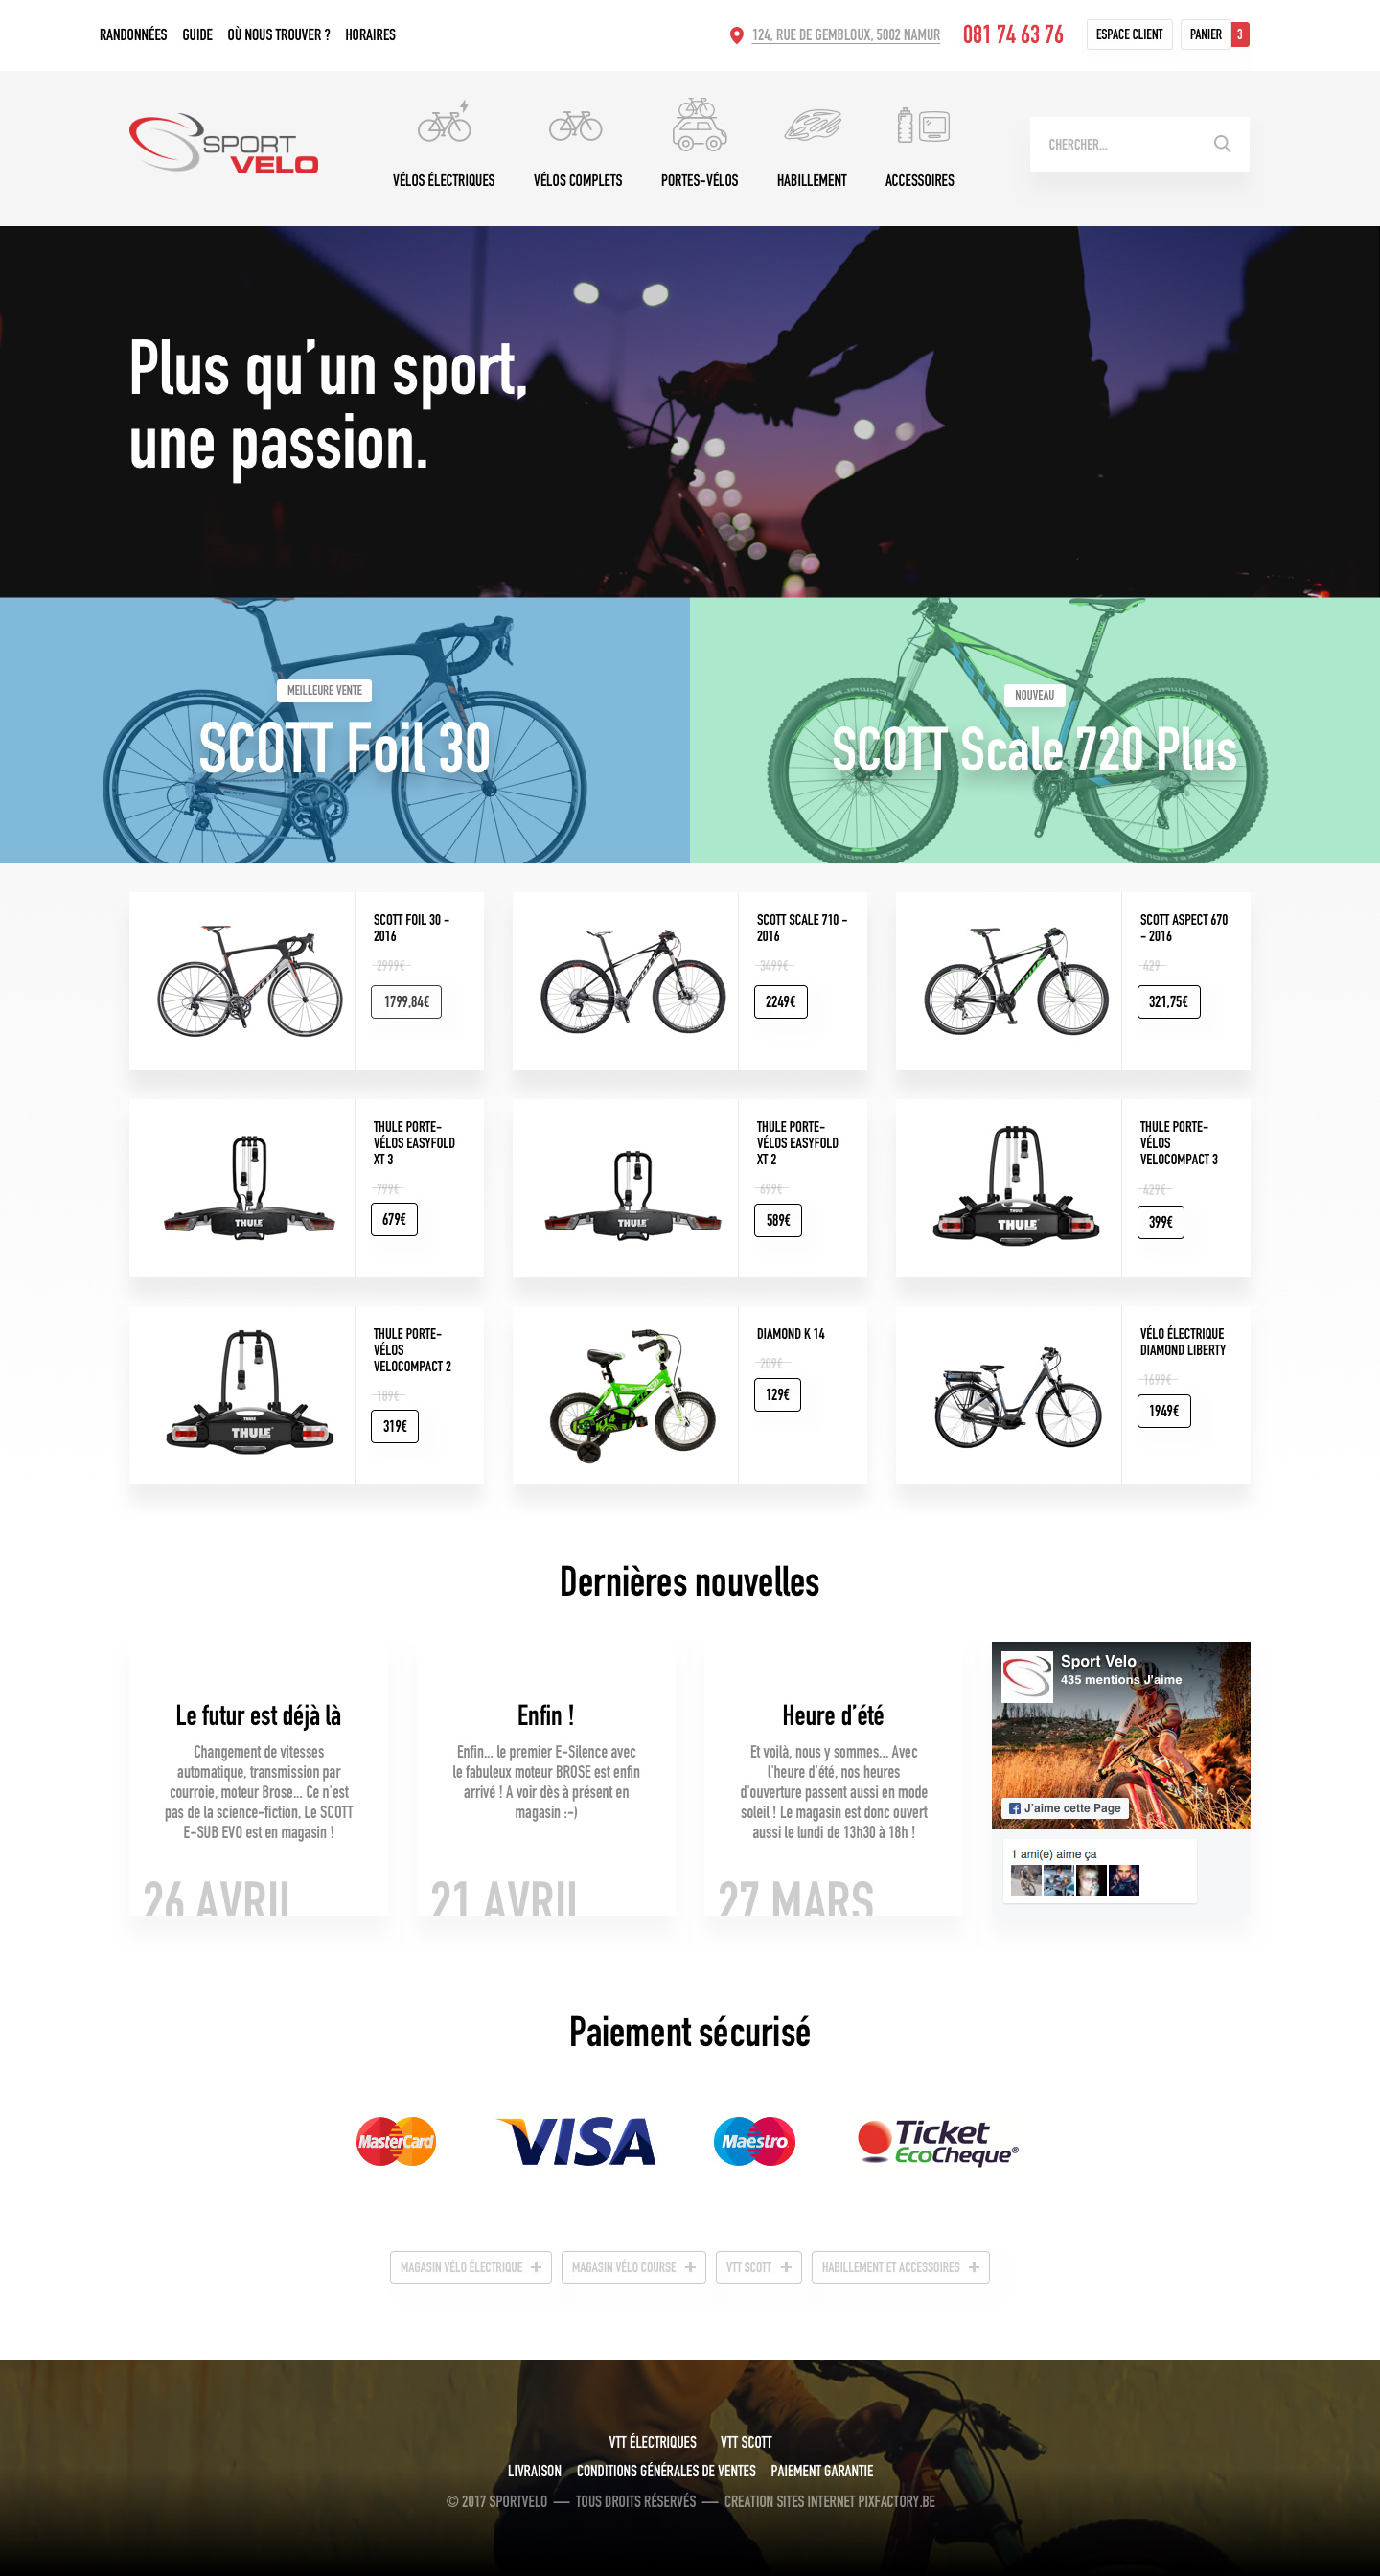 RANDONNÉES GUIDE OÙ NOUS TROUVER ? HORAIRES
124, RUE DE GEMBLOUX, 5002 NAMUR 081 74 63 76 ESPACE CLIENT PANIER 3
SPORT
VELO
CHERCHER...
VÉLOS ÉLECTRIQUES VÉLOS COMPLETS PORTES-VÉLOS HABILLEMENT ACCESSOIRES
Plus qu'un sport,
une passion.
MEILLEURE VENTE
SCOTT Foil 30
NOUVEAU
SCOTT Scale 720 Plus
SCOTT FOIL 30 -
2016
2999€
1799,84€
SCOTT SCALE 710 -
2016
3499€
2249€
SCOTT ASPECT 670
- 2016
429
321,75€
THULE
THULE PORTE-
VÉLOS EASYFOLD
XT 3
799€
679€
THULE
THULE PORTE-
VÉLOS EASYFOLD
XT 2
699€
589€
THULE
THULE PORTE-
VÉLOS
VELOCOMPACT 3
429€
399€
THULE
THULE PORTE-
VÉLOS
VELOCOMPACT 2
189€
319€
DIAMOND K 14
209€
129€
VÉLO ÉLECTRIQUE
DIAMOND LIBERTY
1699€
1949€
Dernières nouvelles
Le futur est déjà là
Changement de vitesses
automatique, transmission par
courroie, moteur Brose... Ce n'est
pas de la science-fiction, Le SCOTT
E-SUB EVO est en magasin !
26 AVRIL
Enfin !
Enfin... le premier E-Silence avec
le fabuleux moteur BROSE est enfin
arrivé ! A voir dès à présent en
magasin :-)
21 AVRIL
Heure d'été
Et voilà, nous y sommes... Avec
l'heure d'été, nos heures
d'ouverture passent aussi en mode
soleil ! Le magasin est donc ouvert
aussi le lundi de 13h30 à 18h !
27 MARS
Sport Velo
435 mentions J'aime
J'aime cette Page
1 ami(e) aime ça
Paiement sécurisé
MasterCard VISA Maestro Ticket
EcoCheque®
MAGASIN VÉLO ÉLECTRIQUE + MAGASIN VÉLO COURSE + VTT SCOTT + HABILLEMENT ET ACCESSOIRES +
VTT ÉLECTRIQUES VTT SCOTT
LIVRAISON CONDITIONS GÉNÉRALES DE VENTES PAIEMENT GARANTIE
© 2017 SPORTVELO — TOUS DROITS RÉSERVÉS — CREATION SITES INTERNET PIXFACTORY.BE